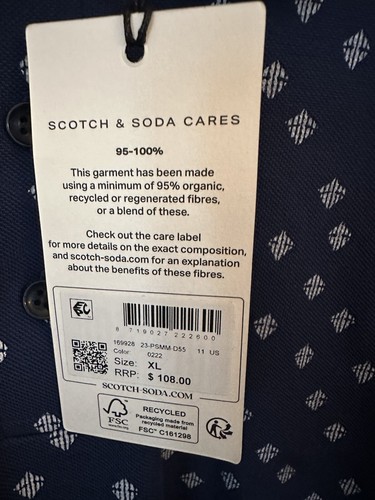 SCOTCH & SODA CARES
95-100%
This garment has been made
using a minimum of 95% organic,
recycled or regenerated fibres,
or a blend of these.
Check out the care label
for more details on the exact composition,
and scotch-soda.com for an explanation
about the benefits of these fibres.
8 719027 222600
169928 23-PSMM-D55 11 US
Color: 0222
Size: XL
RRP: $ 108.00
SCOTCH-SODA.COM
FSC
RECYCLED
Packaging made from
recycled material
FSC™ C161298